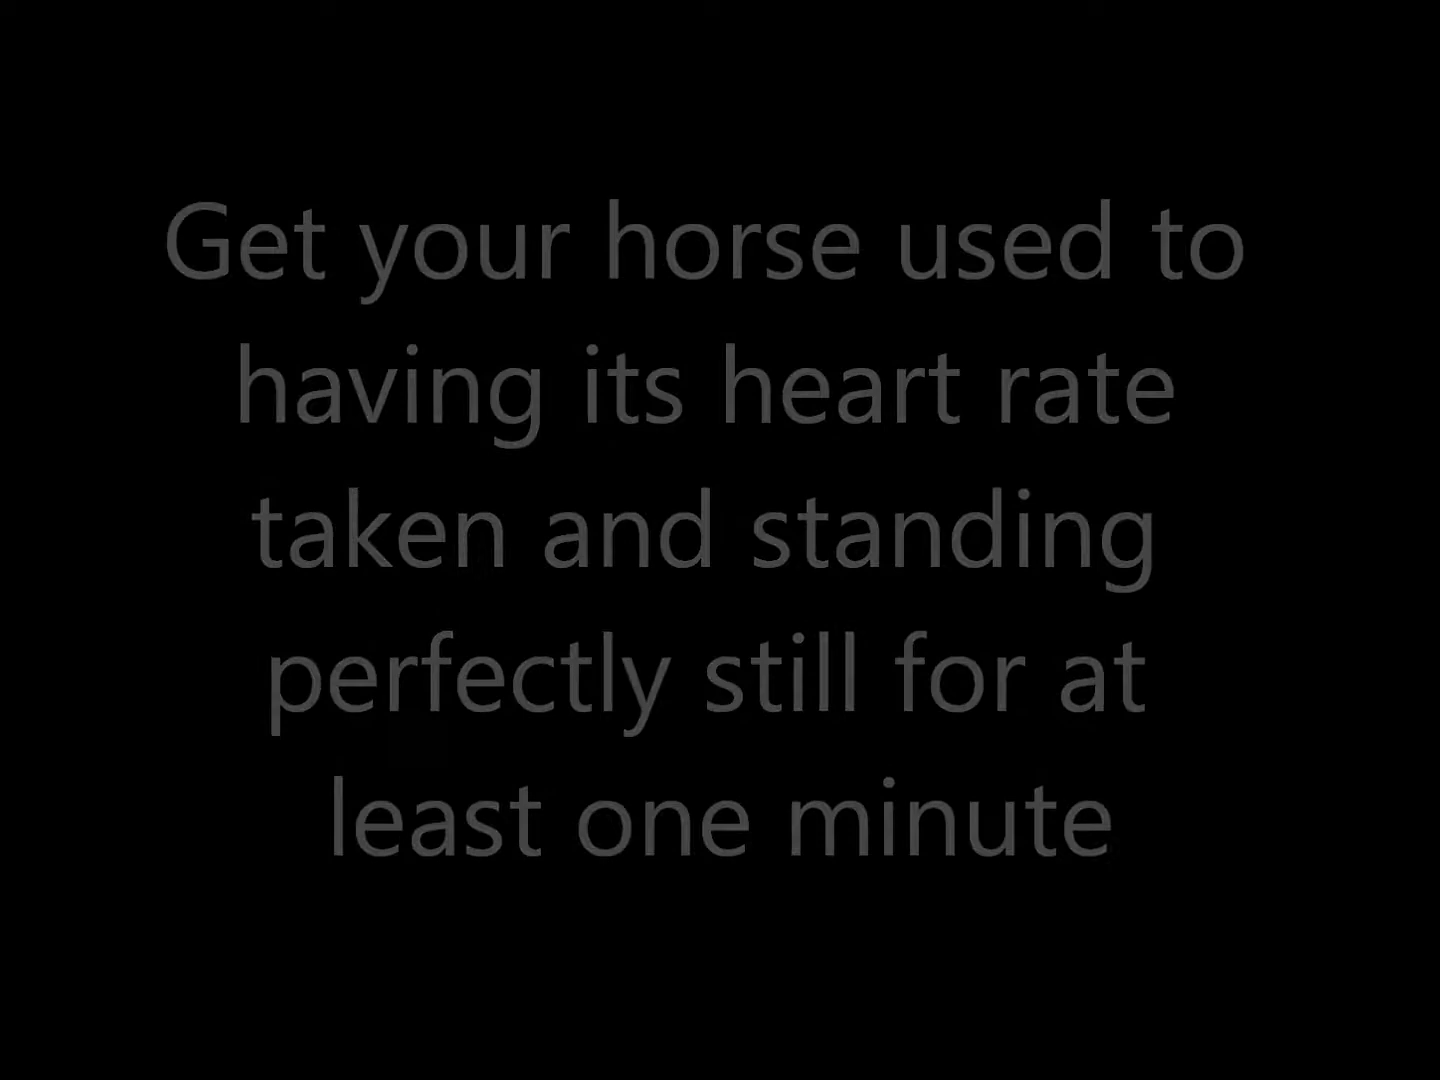 Get your horse used to
having its heart rate
taken and standing
perfectly still for at
least one minute